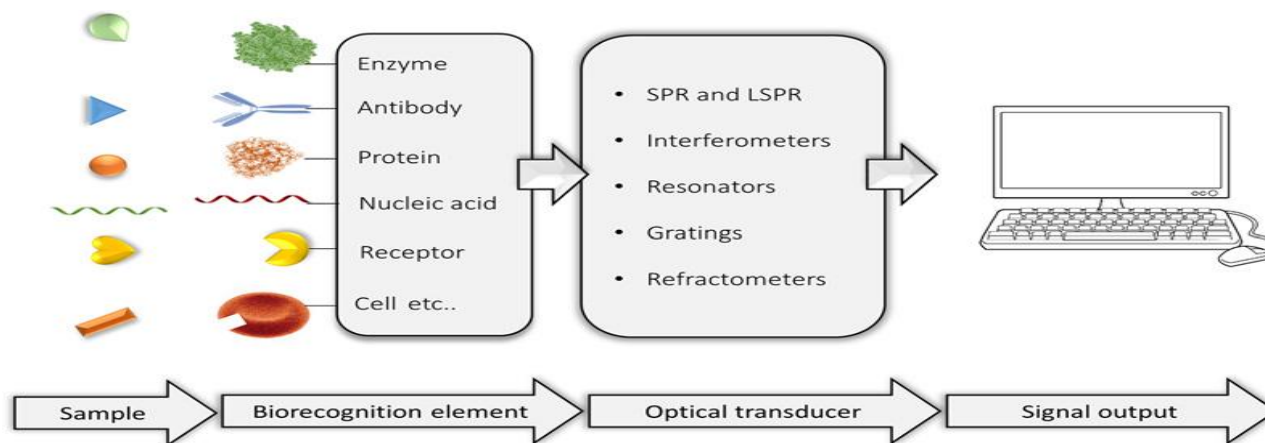 Enzyme
Antibody
Protein
Nucleic acid
Receptor
Cell etc..
• SPR and LSPR
• Interferometers
• Resonators
• Gratings
• Refractometers
Sample
Biorecognition element
Optical transducer
Signal output